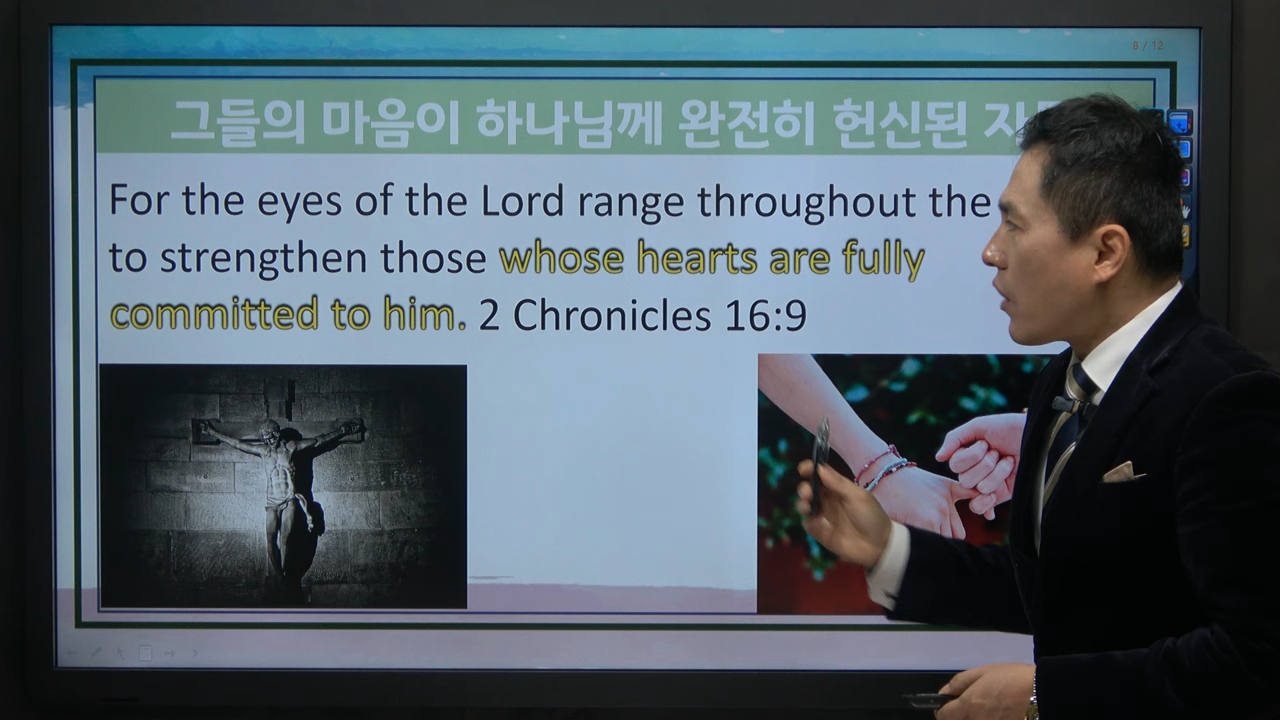 8 / 12
그들의 마음이 하나님께 완전히 헌신된
For the eyes of the Lord range throughout the
to strengthen those whose hearts are fully
committed to him. 2 Chronicles 16:9